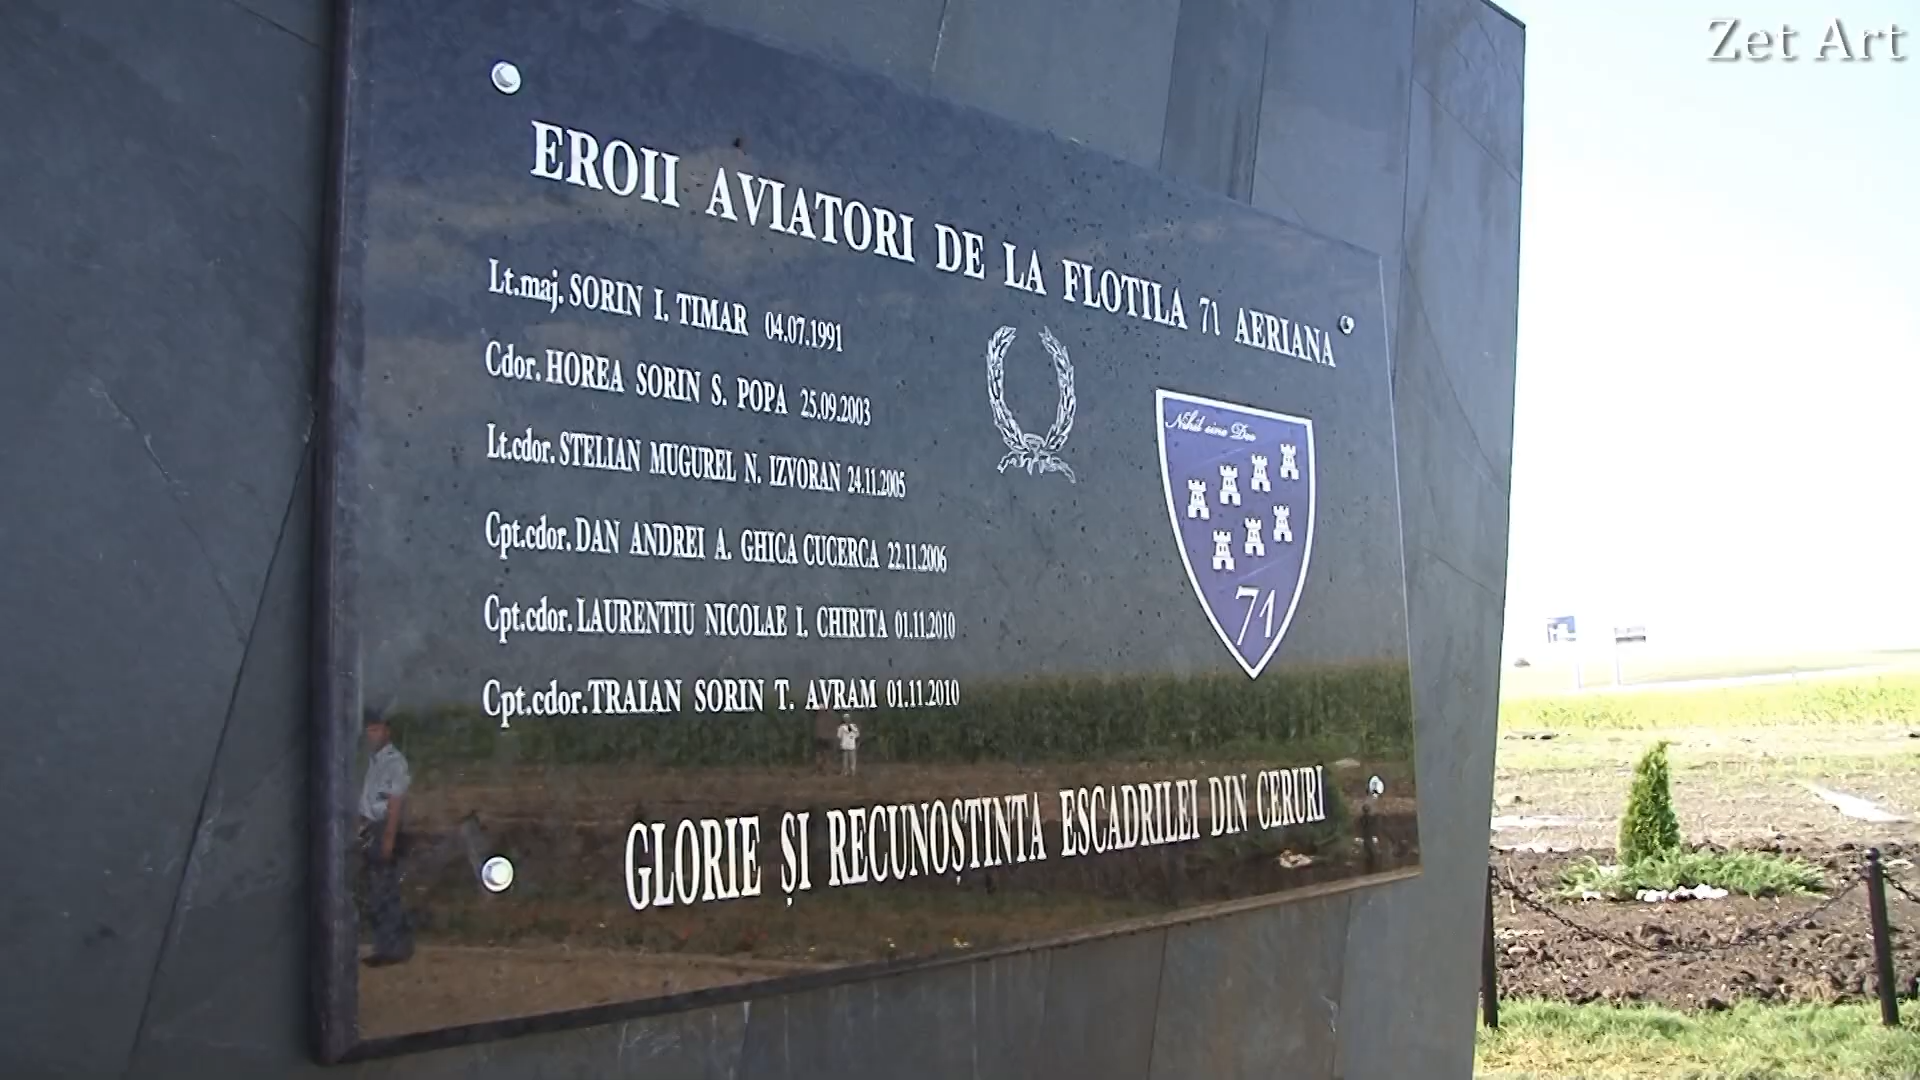 Zet Art
EROII AVIATORI DE LA FLOTILA 71 AERIANA
Lt.maj. SORIN I. TIMAR 04.07.1991
Cdor. HOREA SORIN S. POPA 25.09.2003
Lt.cdor. STELIAN MUGUREL N. IZVORAN 24.11.2005
Cpt.cdor. DAN ANDREI A. GHICA CUCERCA 22.11.2006
Cpt.cdor. LAURENTIU NICOLAE I. CHIRITA 01.11.2010
Cpt.cdor. TRAIAN SORIN T. AVRAM 01.11.2010
Nihil sine Deo
71
GLORIE ȘI RECUNOȘTINTA ESCADRILEI DIN CERURI